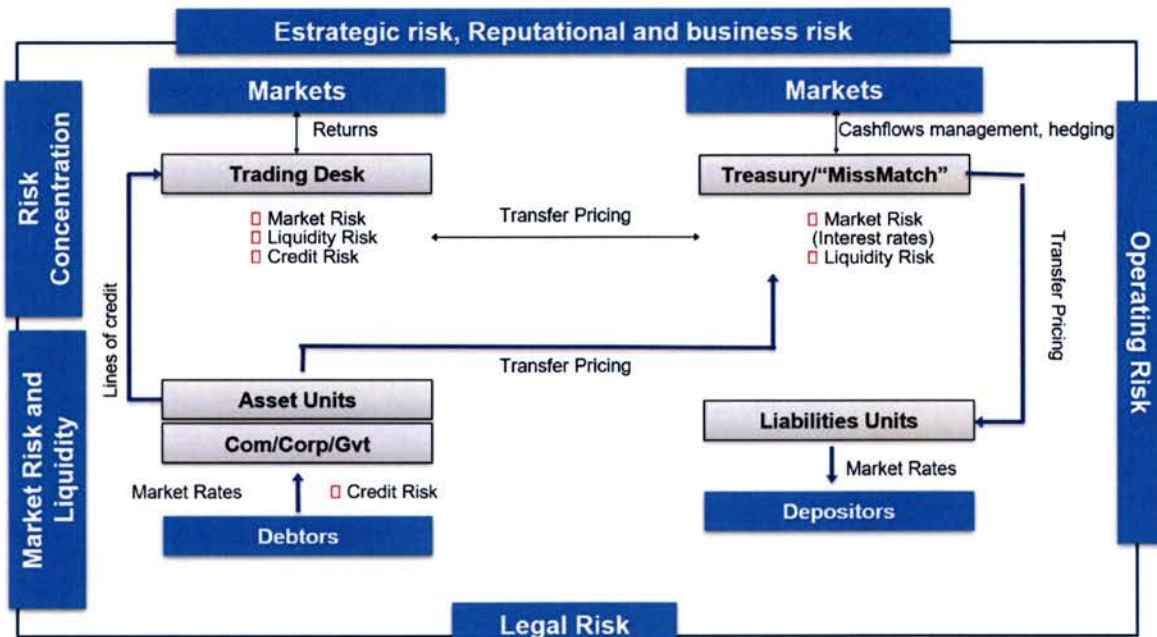 Estrategic risk, Reputational and business risk
Risk
Concentration
Market Risk and
Liquidity
Operating Risk
Legal Risk
Markets
Returns
Trading Desk
Market Risk
Liquidity Risk
Credit Risk
Lines of credit
Transfer Pricing
Markets
Cashflows management, hedging
Treasury/“MissMatch”
Market Risk
(Interest rates)
Liquidity Risk
Transfer Pricing
Transfer Pricing
Asset Units
Com/Corp/Gvt
Market Rates
Credit Risk
Debtors
Liabilities Units
Market Rates
Depositors